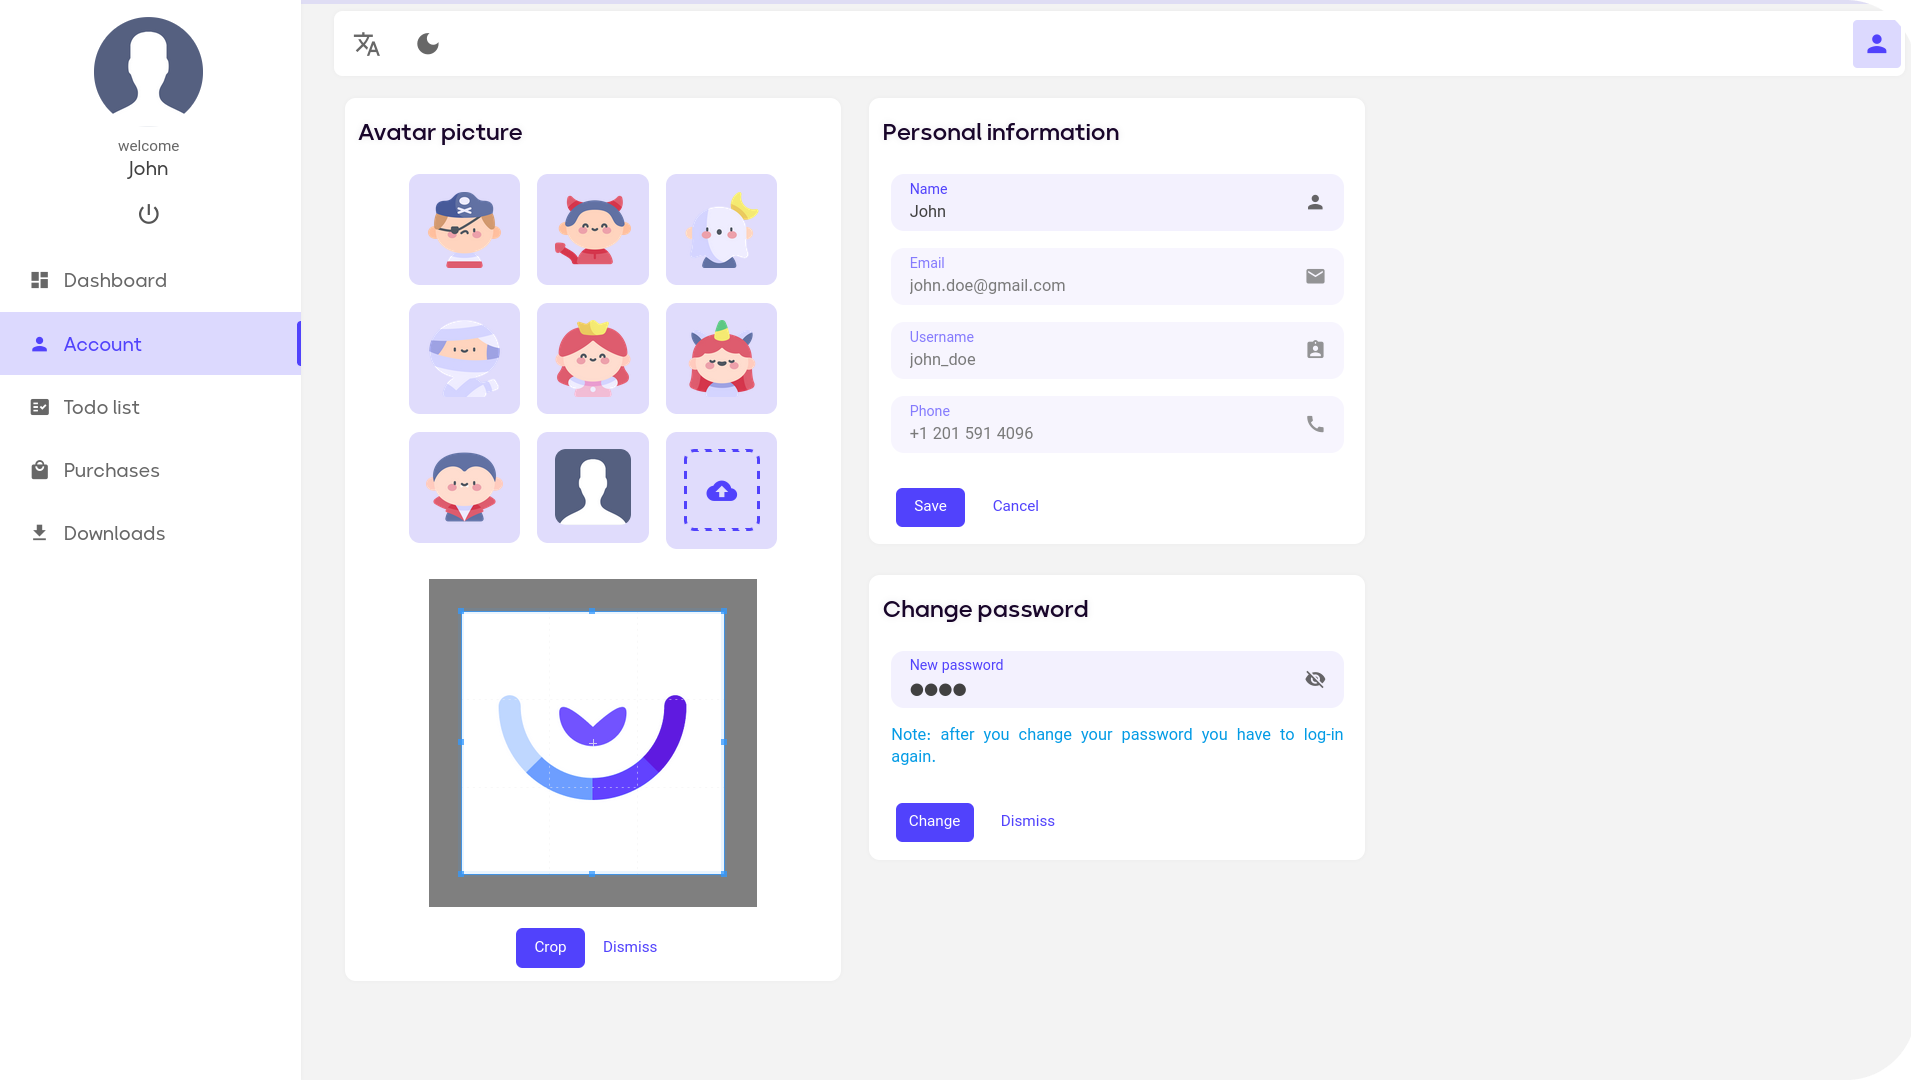 welcome
John
Dashboard
Account
Todo list
Purchases
Downloads
Avatar picture
Crop
Dismiss
Personal information
Name
John
Email
john.doe@gmail.com
Username
john_doe
Phone
+1 201 591 4096
Save
Cancel
Change password
New password
Note: after you change your password you have to log-in
again.
Change
Dismiss